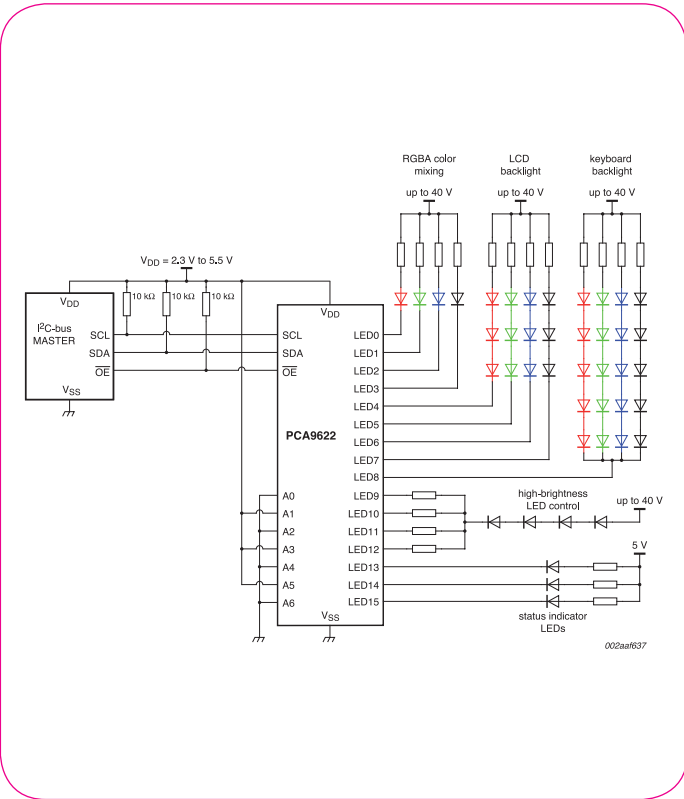 RGBA color
mixing
LCD
backlight
keyboard
backlight
up to 40 V
up to 40 V
up to 40 V
VDD = 2.3 V to 5.5 V
VDD
I2C-bus
MASTER
SCL
SDA
OE
VSS
10 kΩ
10 kΩ
10 kΩ
VDD
SCL
SDA
OE
PCA9622
A0
A1
A2
A3
A4
A5
A6
VSS
LED0
LED1
LED2
LED3
LED4
LED5
LED6
LED7
LED8
LED9
LED10
LED11
LED12
LED13
LED14
LED15
high-brightness
LED control
up to 40 V
5 V
status indicator
LEDs
002aaf637